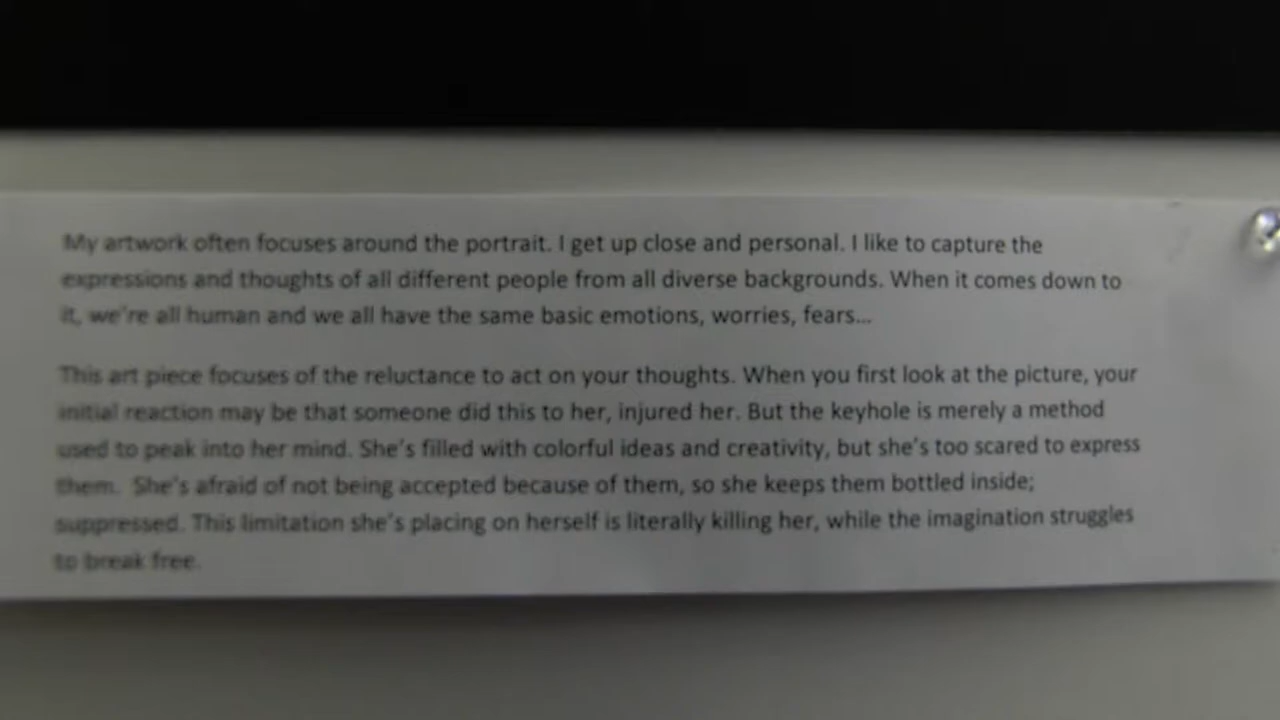 My artwork often focuses around the portrait. I get up close and personal. I like to capture the
expressions and thoughts of all different people from all diverse backgrounds. When it comes down to
it, we're all human and we all have the same basic emotions, worries, fears...
This art piece focuses of the reluctance to act on your thoughts. When you first look at the picture, your
initial reaction may be that someone did this to her, injured her. But the keyhole is merely a method
used to peak into her mind. She's filled with colorful ideas and creativity, but she's too scared to express
them. She's afraid of not being accepted because of them, so she keeps them bottled inside;
suppressed. This limitation she's placing on herself is literally killing her, while the imagination struggles
to break free.